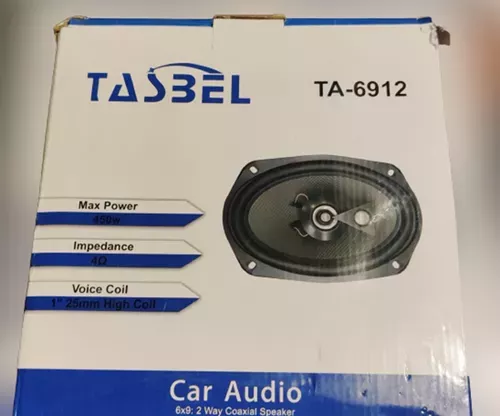 TASBEL
TA-6912
Max Power
450w
Impedance
4Ω
Voice Coil
1" 25mm High Coil
Car Audio
6x9: 2 Way Coaxial Speaker